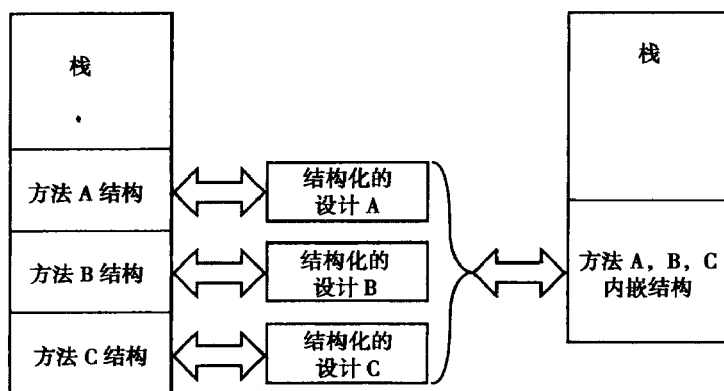 栈
方法 A 结构
方法 B 结构
方法 C 结构
结构化的
设计 A
结构化的
设计 B
结构化的
设计 C
栈
方法 A，B，C
内嵌结构